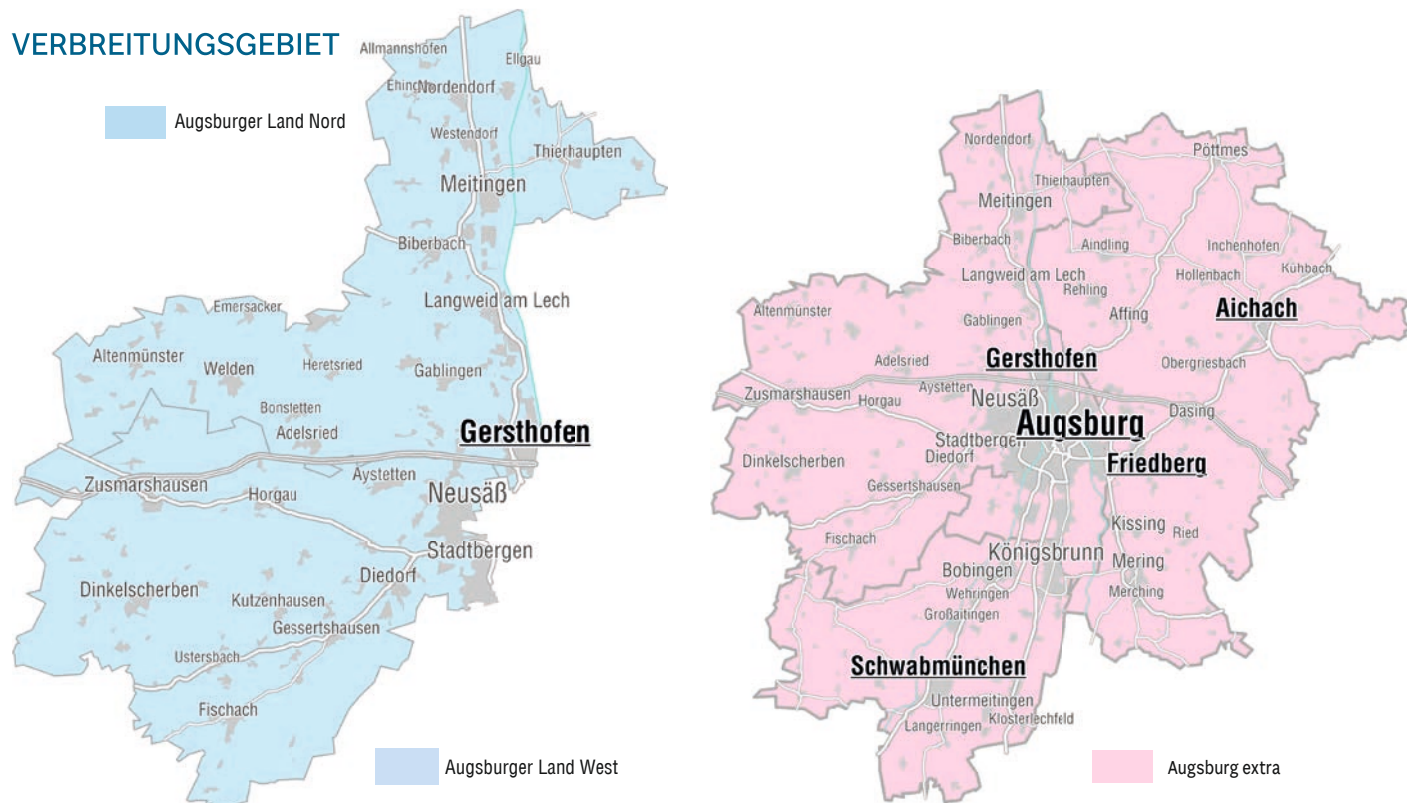 VERBREITUNGSGEBIET
Augsburger Land Nord
Allmannshofen
Ellgau
Nordendorf
Westendorf
Thierhaupten
Meitingen
Biberbach
Langweid am Lech
Emersacker
Altenmünster
Welden
Heretsried
Gablingen
Bonstetten
Adelsried
Gersthofen
Aystetten
Zusmarshausen
Horgau
Neusäß
Stadtbergen
Diedorf
Dinkelscherben
Kutzenhausen
Gessertshausen
Ustersbach
Fischach
Augsburger Land West
Nordendorf
Pöttmes
Thierhaupten
Meitingen
Biberbach
Aindling
Inchenhofen
Langweid am Lech
Hollenbach
Kühbach
Rehling
Altenmünster
Gablingen
Affing
Aichach
Gersthofen
Adelsried
Obergriesbach
Aystetten
Zusmarshausen
Horgau
Neusäß
Dasing
Augsburg
Stadtbergen
Diedorf
Dinkelscherben
Friedberg
Gessertshausen
Kissing
Ried
Fischach
Königsbrunn
Bobingen
Mering
Wehringen
Merching
Großaitingen
Schwabmünchen
Untermeitingen
Klosterlechfeld
Langerringen
Augsburg extra